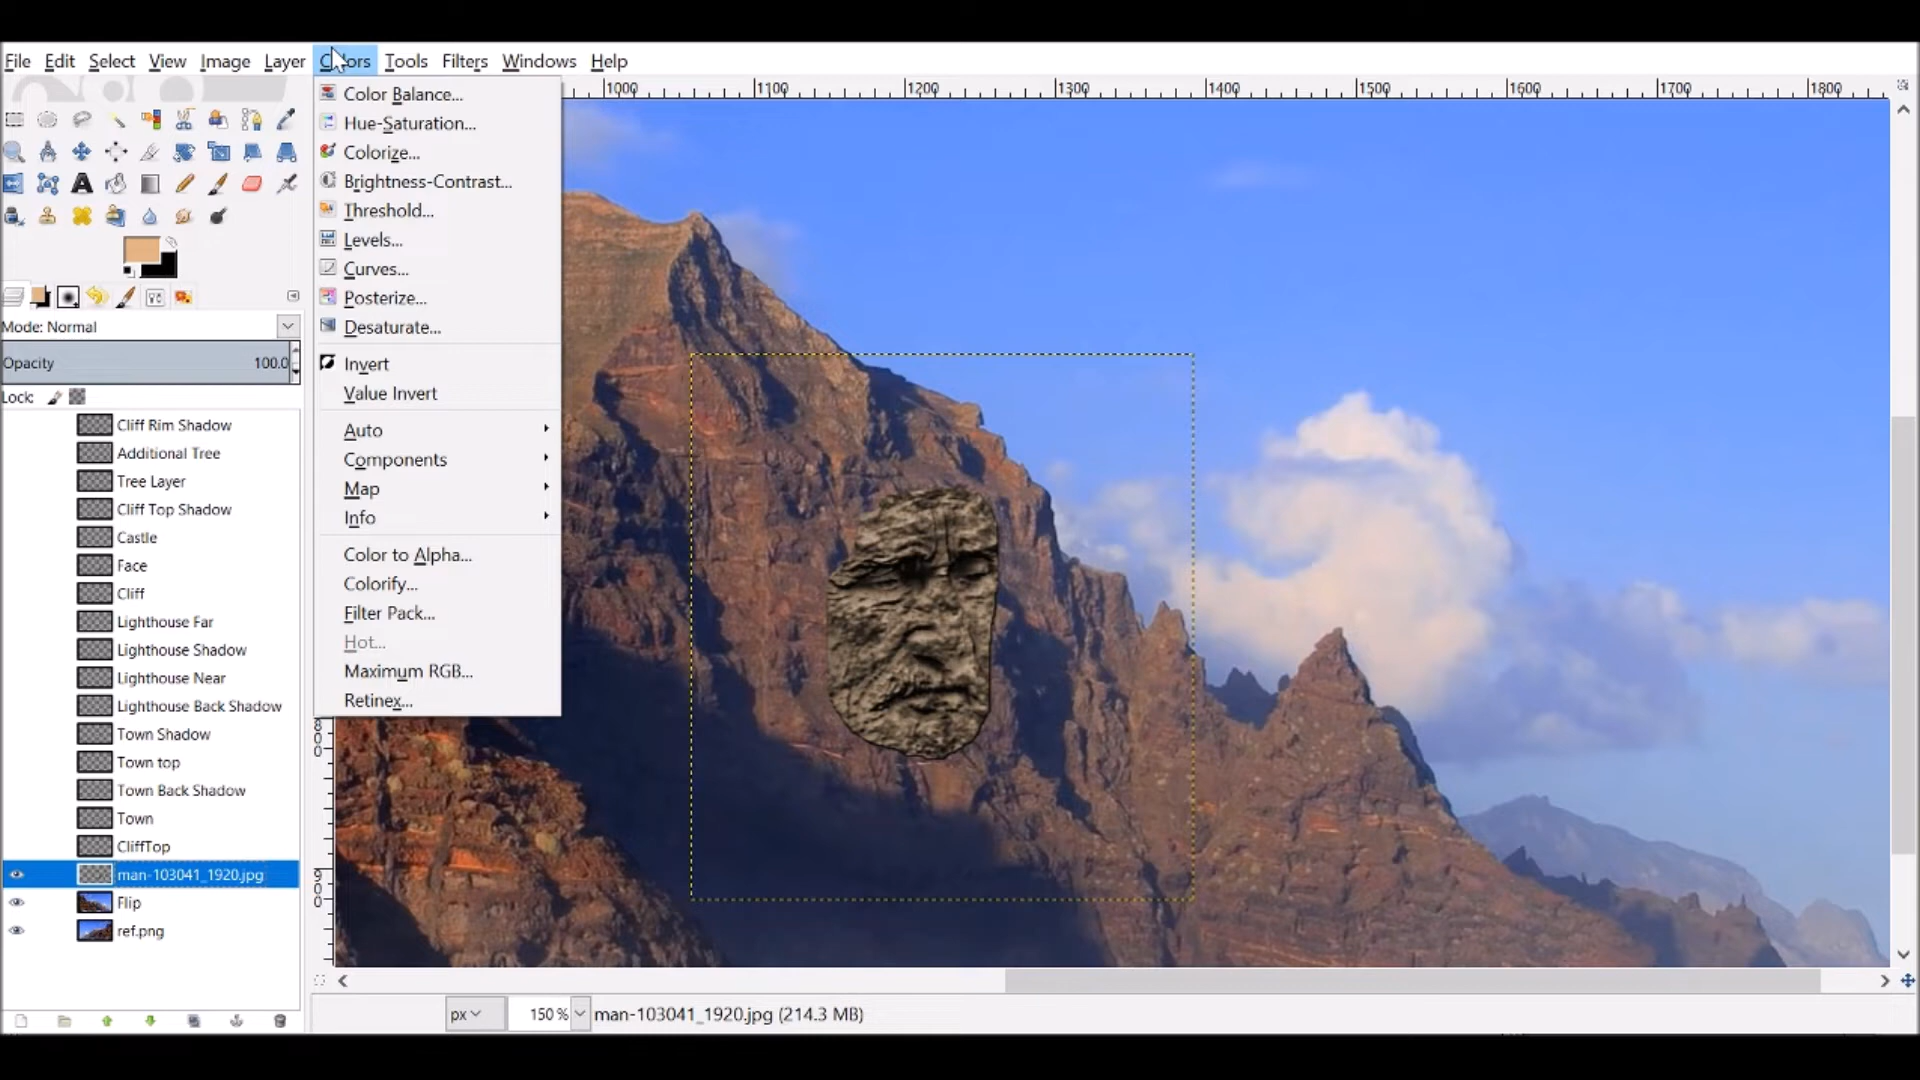 File Edit Select View Image Layer Colors Tools Filters Windows Help
1000 1100 1200 1300 1400 1500 1600 1700 1800
Color Balance...
Hue-Saturation...
Colorize...
Brightness-Contrast...
Threshold...
Levels...
Curves...
Posterize...
Desaturate...
Invert
Value Invert
Auto
Components
Map
Info
Color to Alpha...
Colorify...
Filter Pack...
Hot...
Maximum RGB...
Retinex...
Mode: Normal
Opacity 100.0
Lock:
Cliff Rim Shadow
Additional Tree
Tree Layer
Cliff Top Shadow
Castle
Face
Cliff
Lighthouse Far
Lighthouse Shadow
Lighthouse Near
Lighthouse Back Shadow
Town Shadow
Town top
Town Back Shadow
Town
CliffTop
man-103041_1920.jpg
Flip
ref.png
800
900
px 150 % man-103041_1920.jpg (214.3 MB)